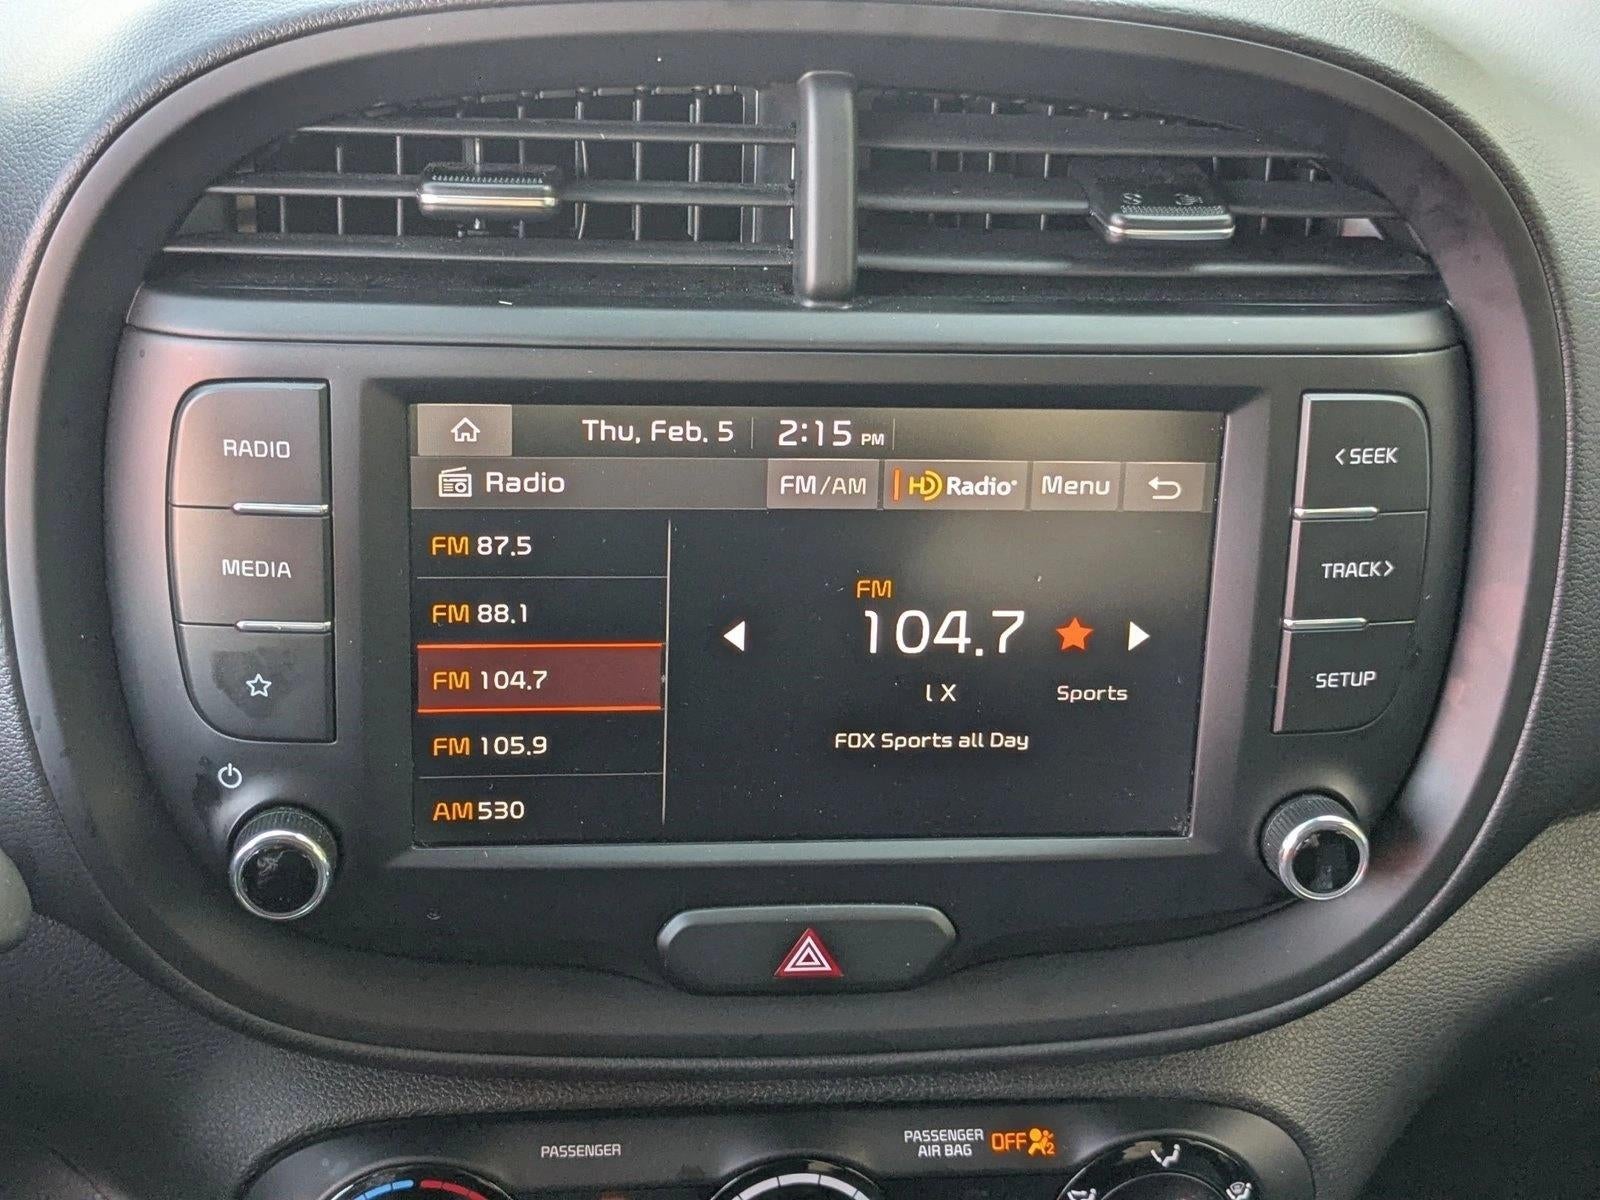 Thu, Feb. 5 2:15 PM
Radio FM/AM HD Radio Menu
RADIO
MEDIA
FM 87.5
FM 88.1
FM 104.7
FM 105.9
AM 530
FM
104.7
l X Sports
FOX Sports all Day
< SEEK
TRACK >
SETUP
PASSENGER
PASSENGER
AIR BAG OFF 2